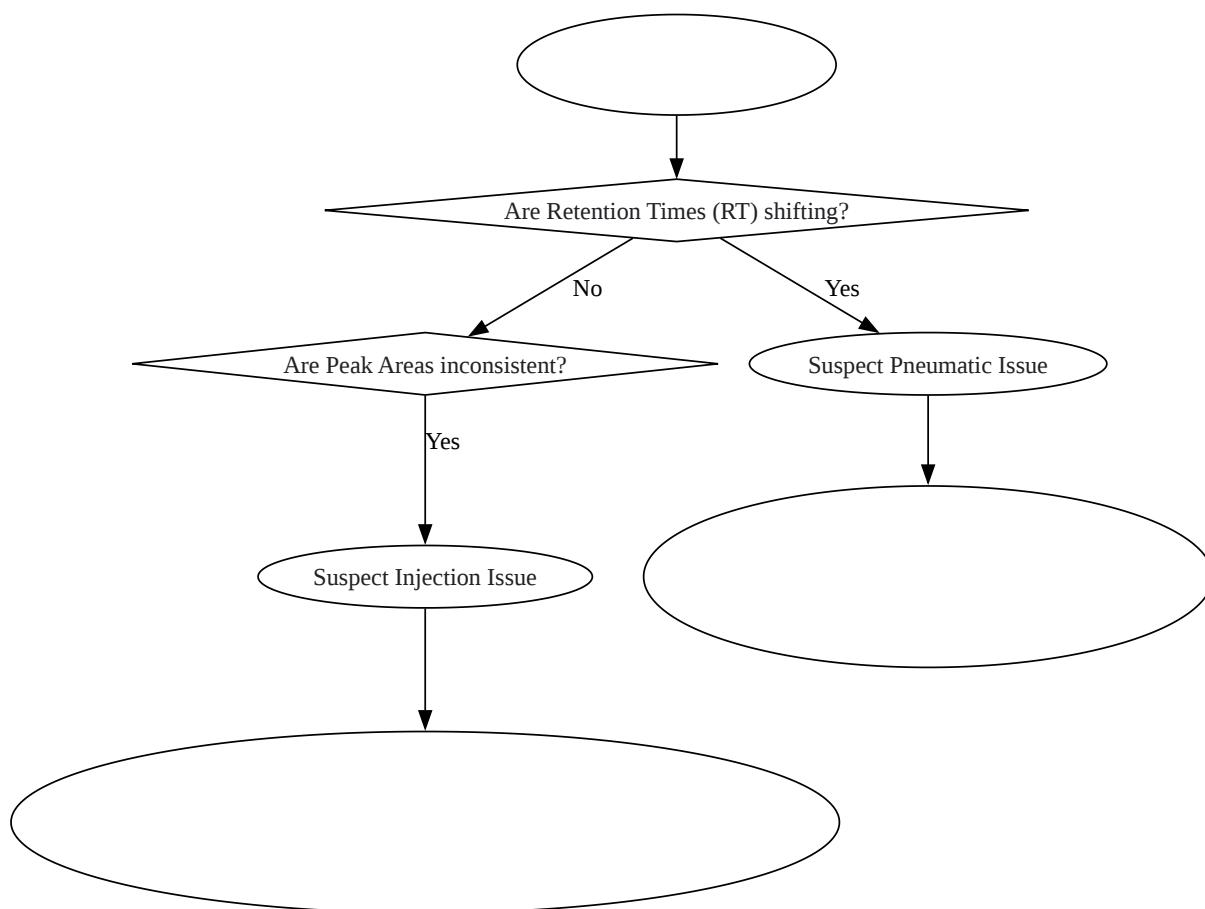 Are Retention Times (RT) shifting?
No
Yes
Are Peak Areas inconsistent?
Suspect Pneumatic Issue
Yes
Suspect Injection Issue